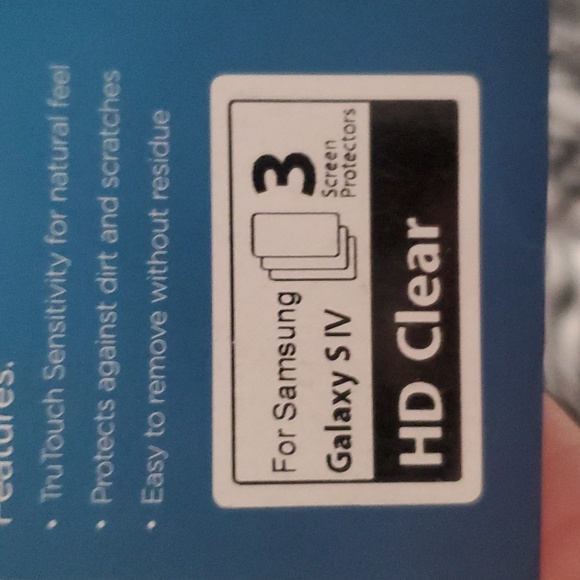 Features:
• TruTouch Sensitivity for natural feel
• Protects against dirt and scratches
• Easy to remove without residue
For Samsung
Galaxy S IV
3
Screen
Protectors
HD Clear